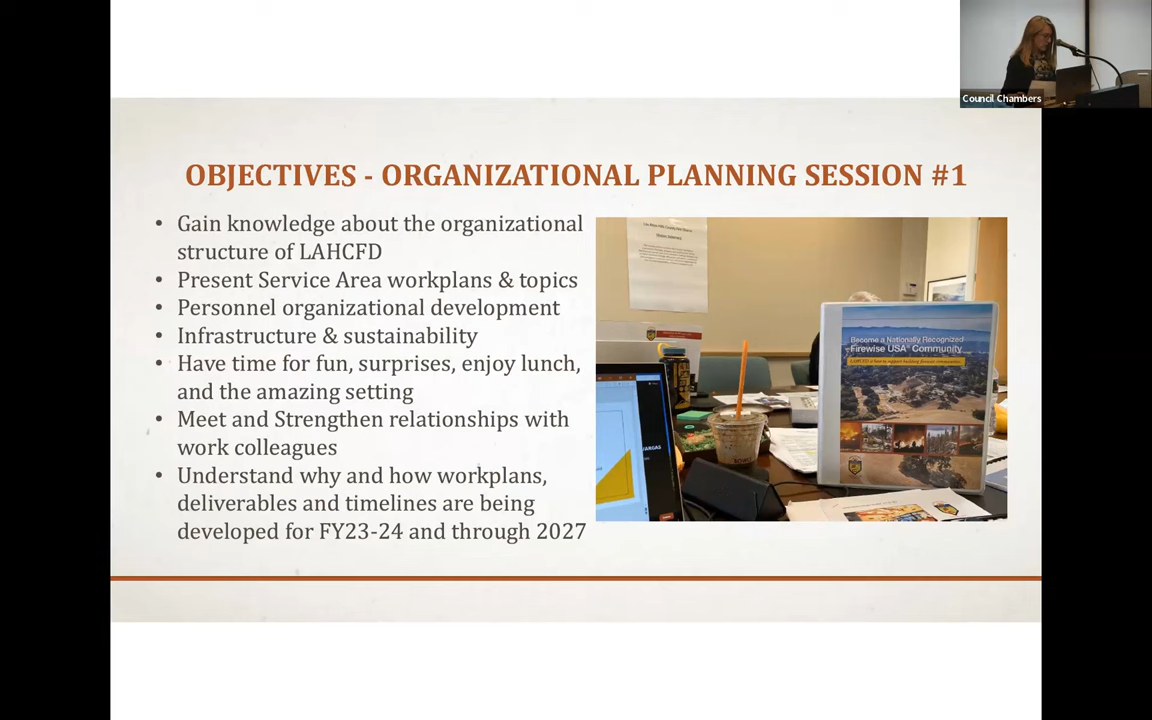 Council Chambers
OBJECTIVES - ORGANIZATIONAL PLANNING SESSION #1
• Gain knowledge about the organizational
structure of LAHCFD
• Present Service Area workplans & topics
• Personnel organizational development
• Infrastructure & sustainability
• Have time for fun, surprises, enjoy lunch,
and the amazing setting
• Meet and Strengthen relationships with
work colleagues
• Understand why and how workplans,
deliverables and timelines are being
developed for FY23-24 and through 2027
Become a Nationally Recognized
Firewise USA® Community
VARGAS